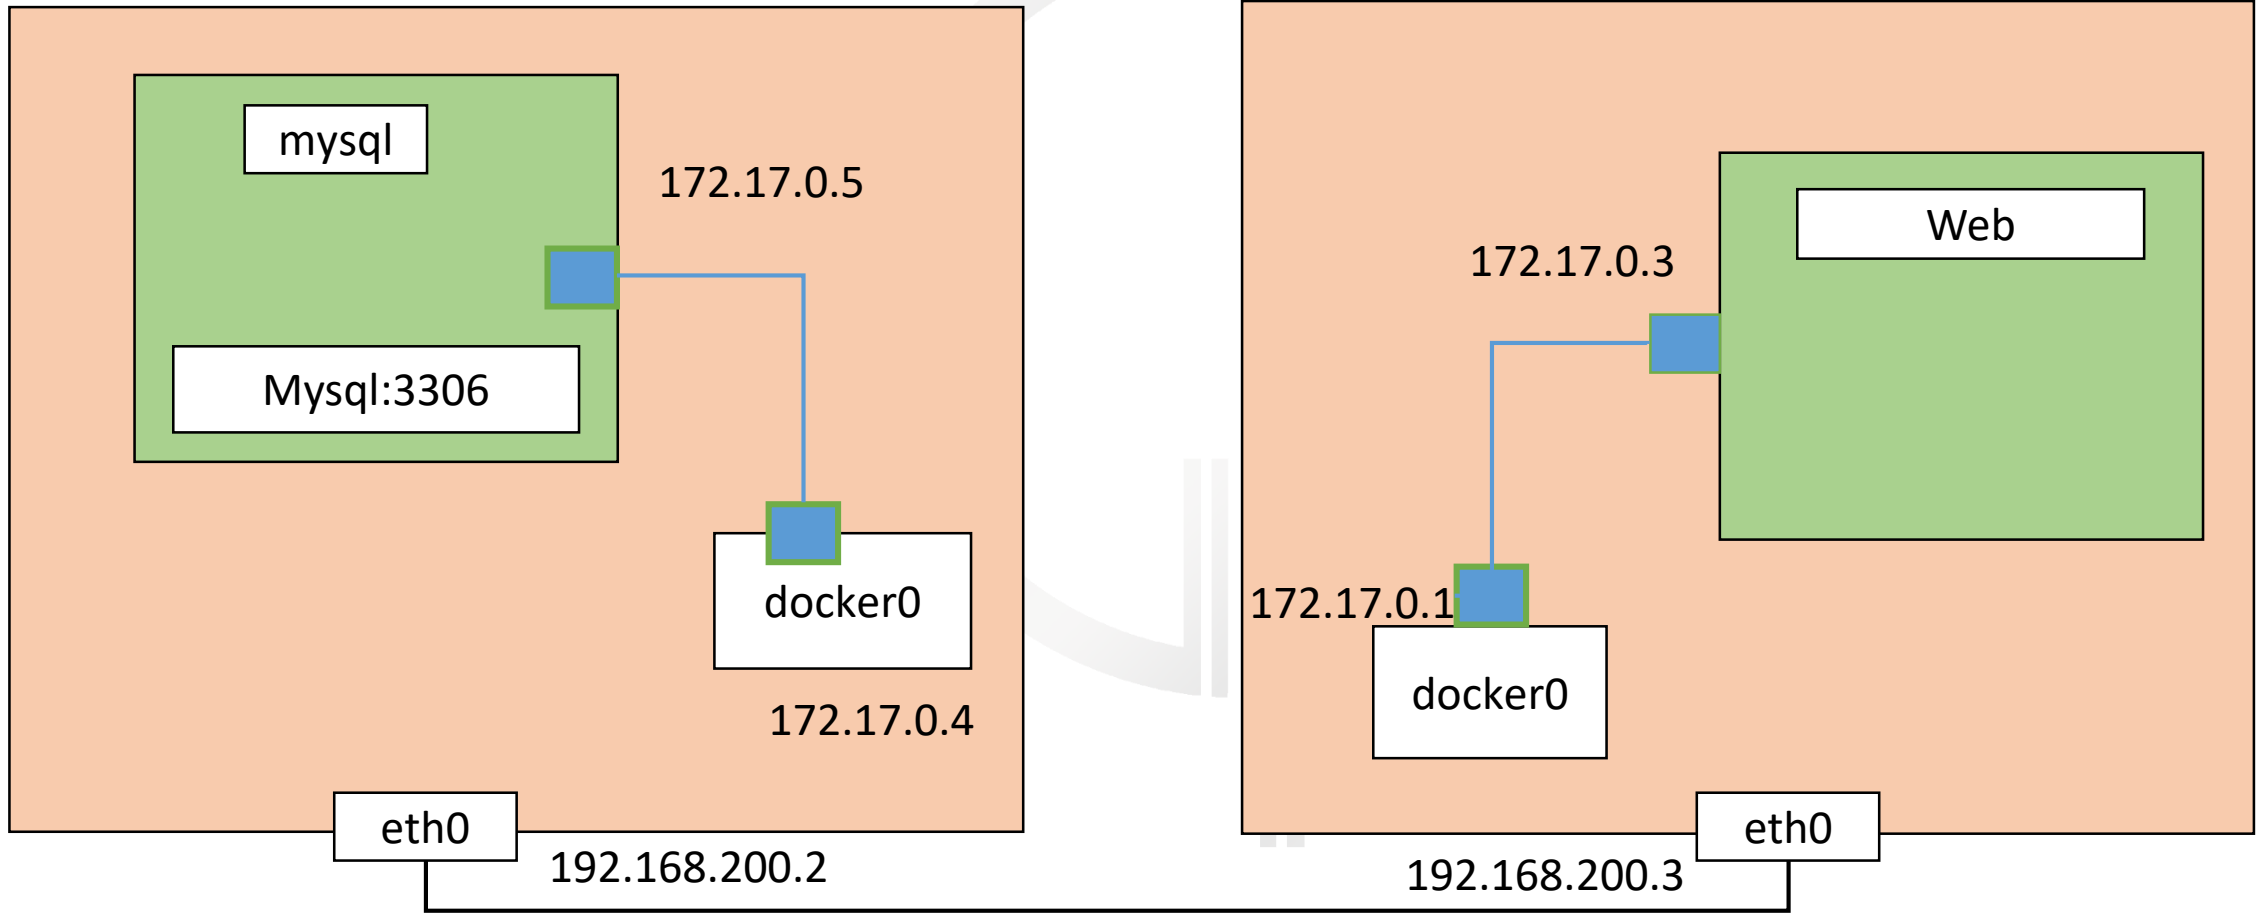 mysql
172.17.0.5
Mysql:3306
docker0
172.17.0.4
eth0
192.168.200.2
Web
172.17.0.3
172.17.0.1
docker0
eth0
192.168.200.3